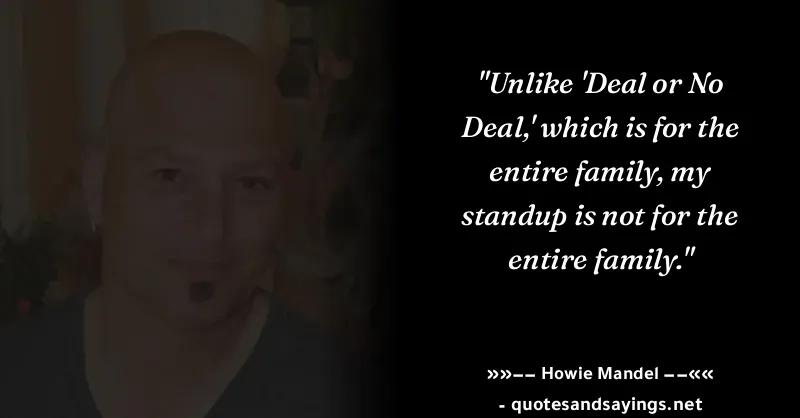 "Unlike 'Deal or No
Deal,' which is for the
entire family, my
standup is not for the
entire family."
»»−− Howie Mandel −−««
- quotesandsayings.net